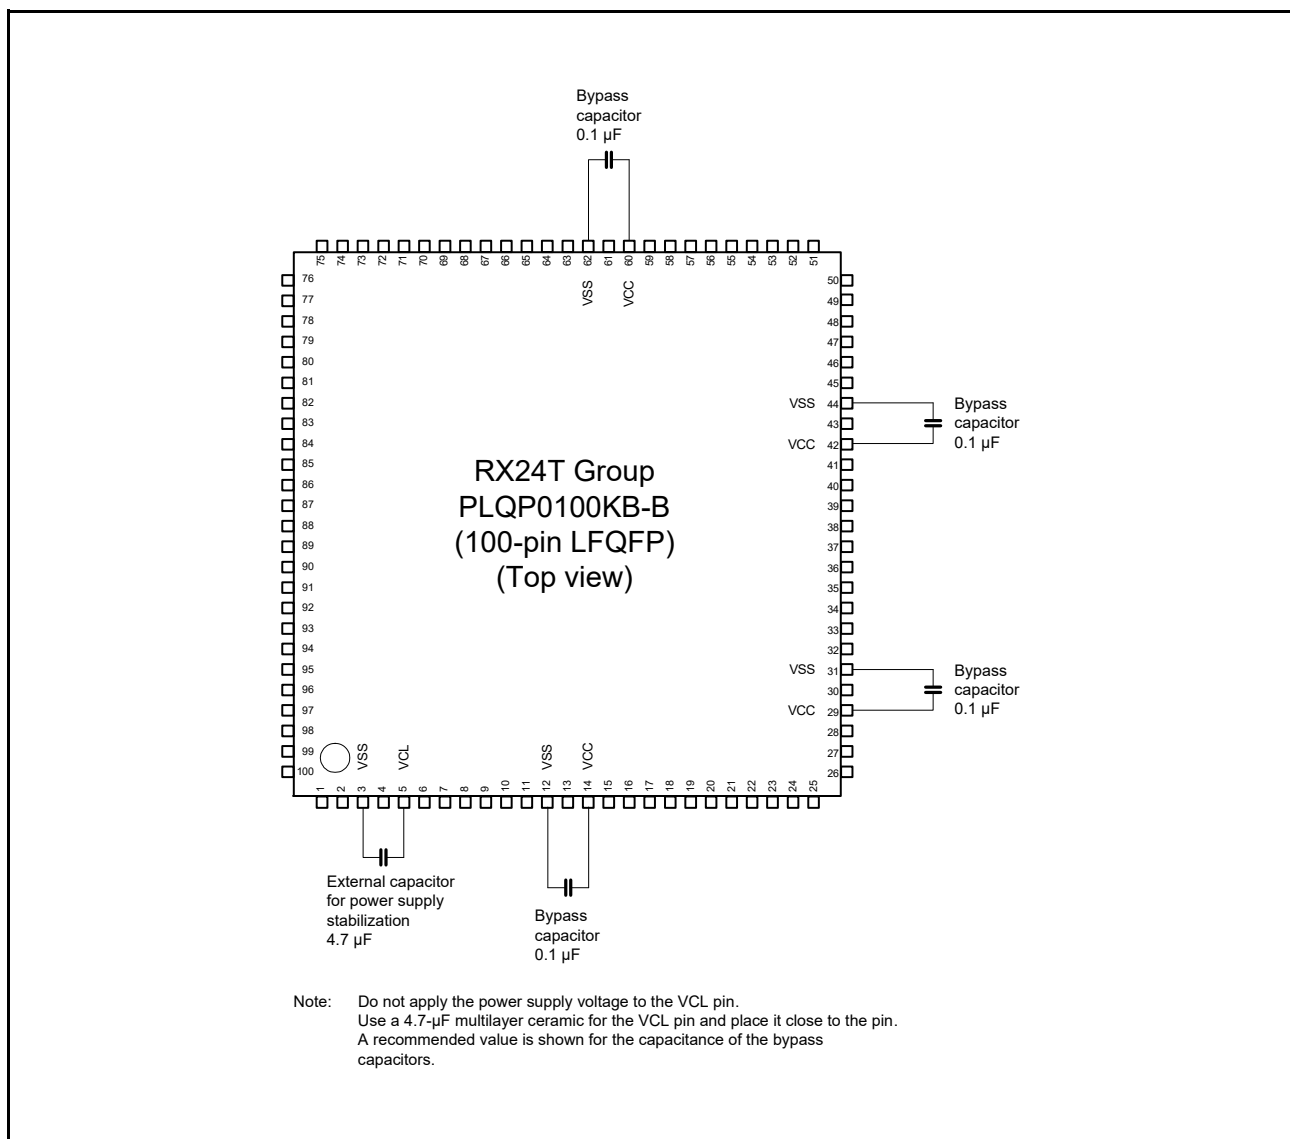 Bypass
capacitor
0.1 µF
75 74 73 72 71 70 69 68 67 66 65 64 63 62 61 60 59 58 57 56 55 54 53 52 51
VSS VCC
76
77
78
79
80
81
82
83
84
85
86
87
88
89
90
91
92
93
94
95
96
97
98
99
100
50
49
48
47
46
45
VSS 44
43
VCC 42
41
40
39
38
37
36
35
34
33
32
VSS 31
30
VCC 29
28
27
26
Bypass
capacitor
0.1 µF
Bypass
capacitor
0.1 µF
RX24T Group
PLQP0100KB-B
(100-pin LFQFP)
(Top view)
VSS VCL VSS VCC
1 2 3 4 5 6 7 8 9 10 11 12 13 14 15 16 17 18 19 20 21 22 23 24 25
External capacitor
for power supply
stabilization
4.7 µF
Bypass
capacitor
0.1 µF
Note: Do not apply the power supply voltage to the VCL pin.
Use a 4.7-µF multilayer ceramic for the VCL pin and place it close to the pin.
A recommended value is shown for the capacitance of the bypass
capacitors.